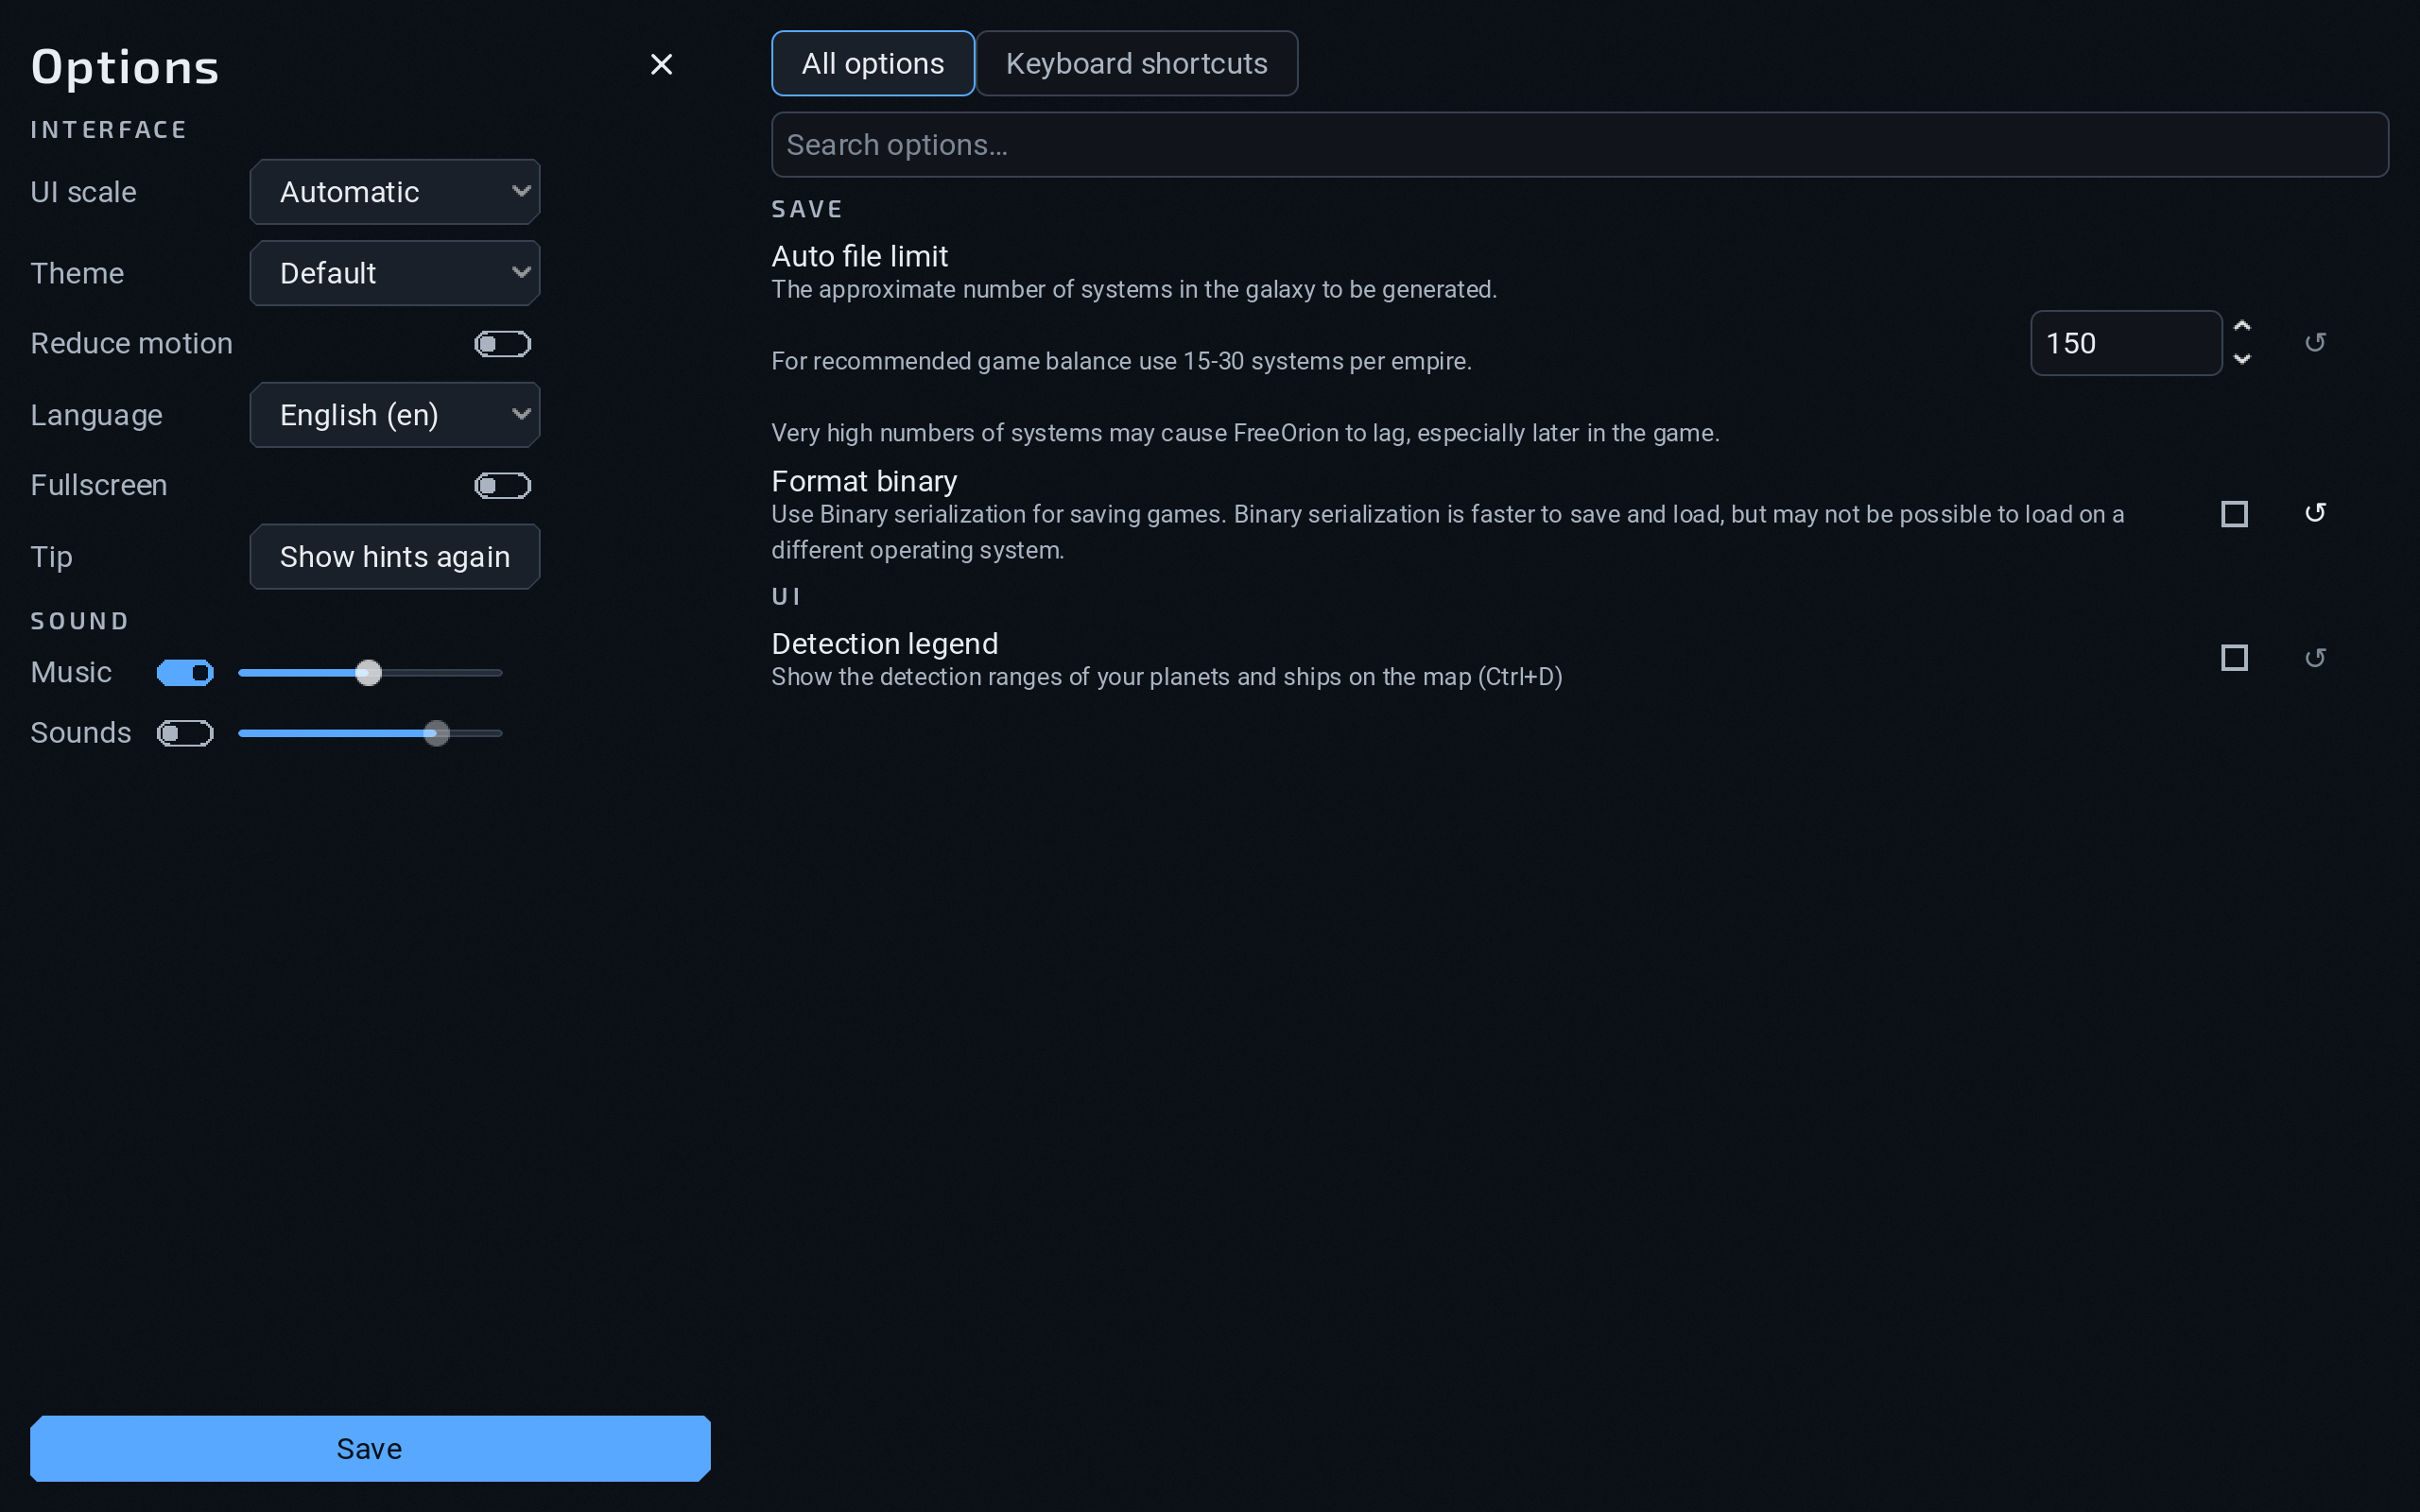 Options
INTERFACE
UI scale
Automatic
Theme
Default
Reduce motion
Language
English (en)
Fullscreen
Tip
Show hints again
SOUND
Music
Sounds
Save
All options
Keyboard shortcuts
Search options...
SAVE
Auto file limit
The approximate number of systems in the galaxy to be generated.
For recommended game balance use 15-30 systems per empire.
Very high numbers of systems may cause FreeOrion to lag, especially later in the game.
150
Format binary
Use Binary serialization for saving games. Binary serialization is faster to save and load, but may not be possible to load on a
different operating system.
UI
Detection legend
Show the detection ranges of your planets and ships on the map (Ctrl+D)